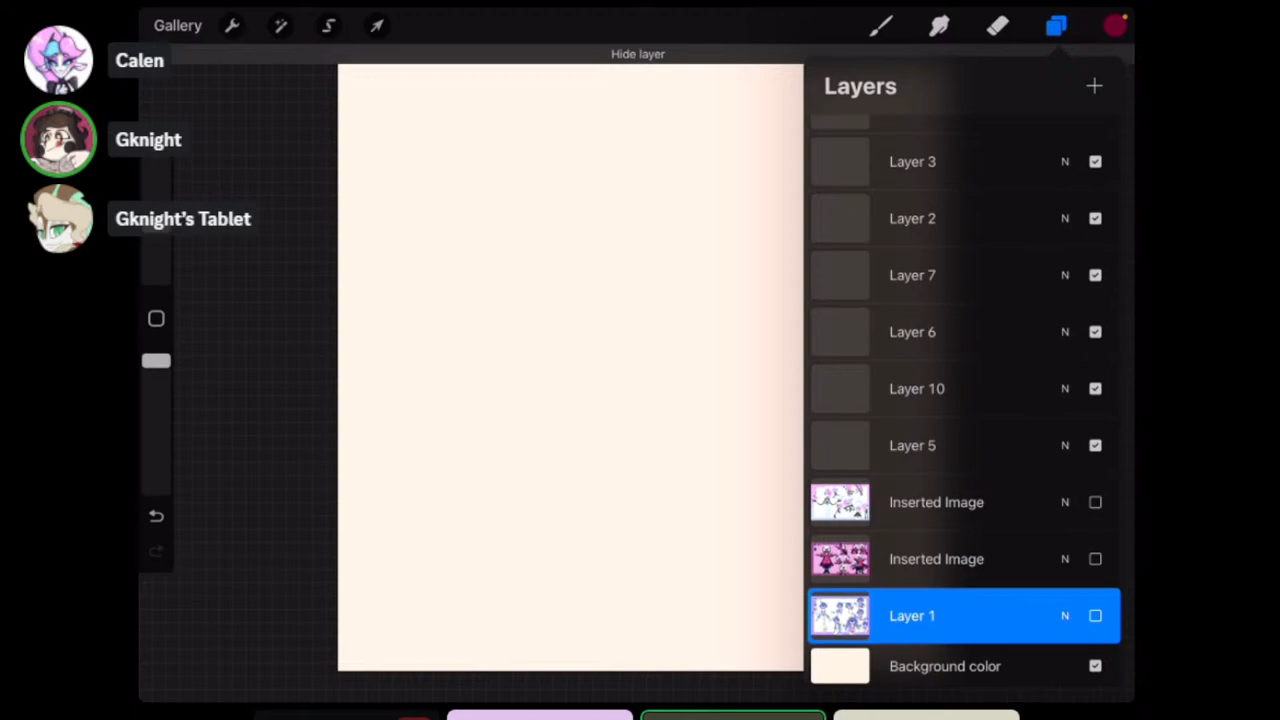 Gallery
Hide layer
Calen
Gknight
Gknight's Tablet
Layers
Layer 3 N
Layer 2 N
Layer 7 N
Layer 6 N
Layer 10 N
Layer 5 N
Inserted Image N
Inserted Image N
Layer 1 N
Background color